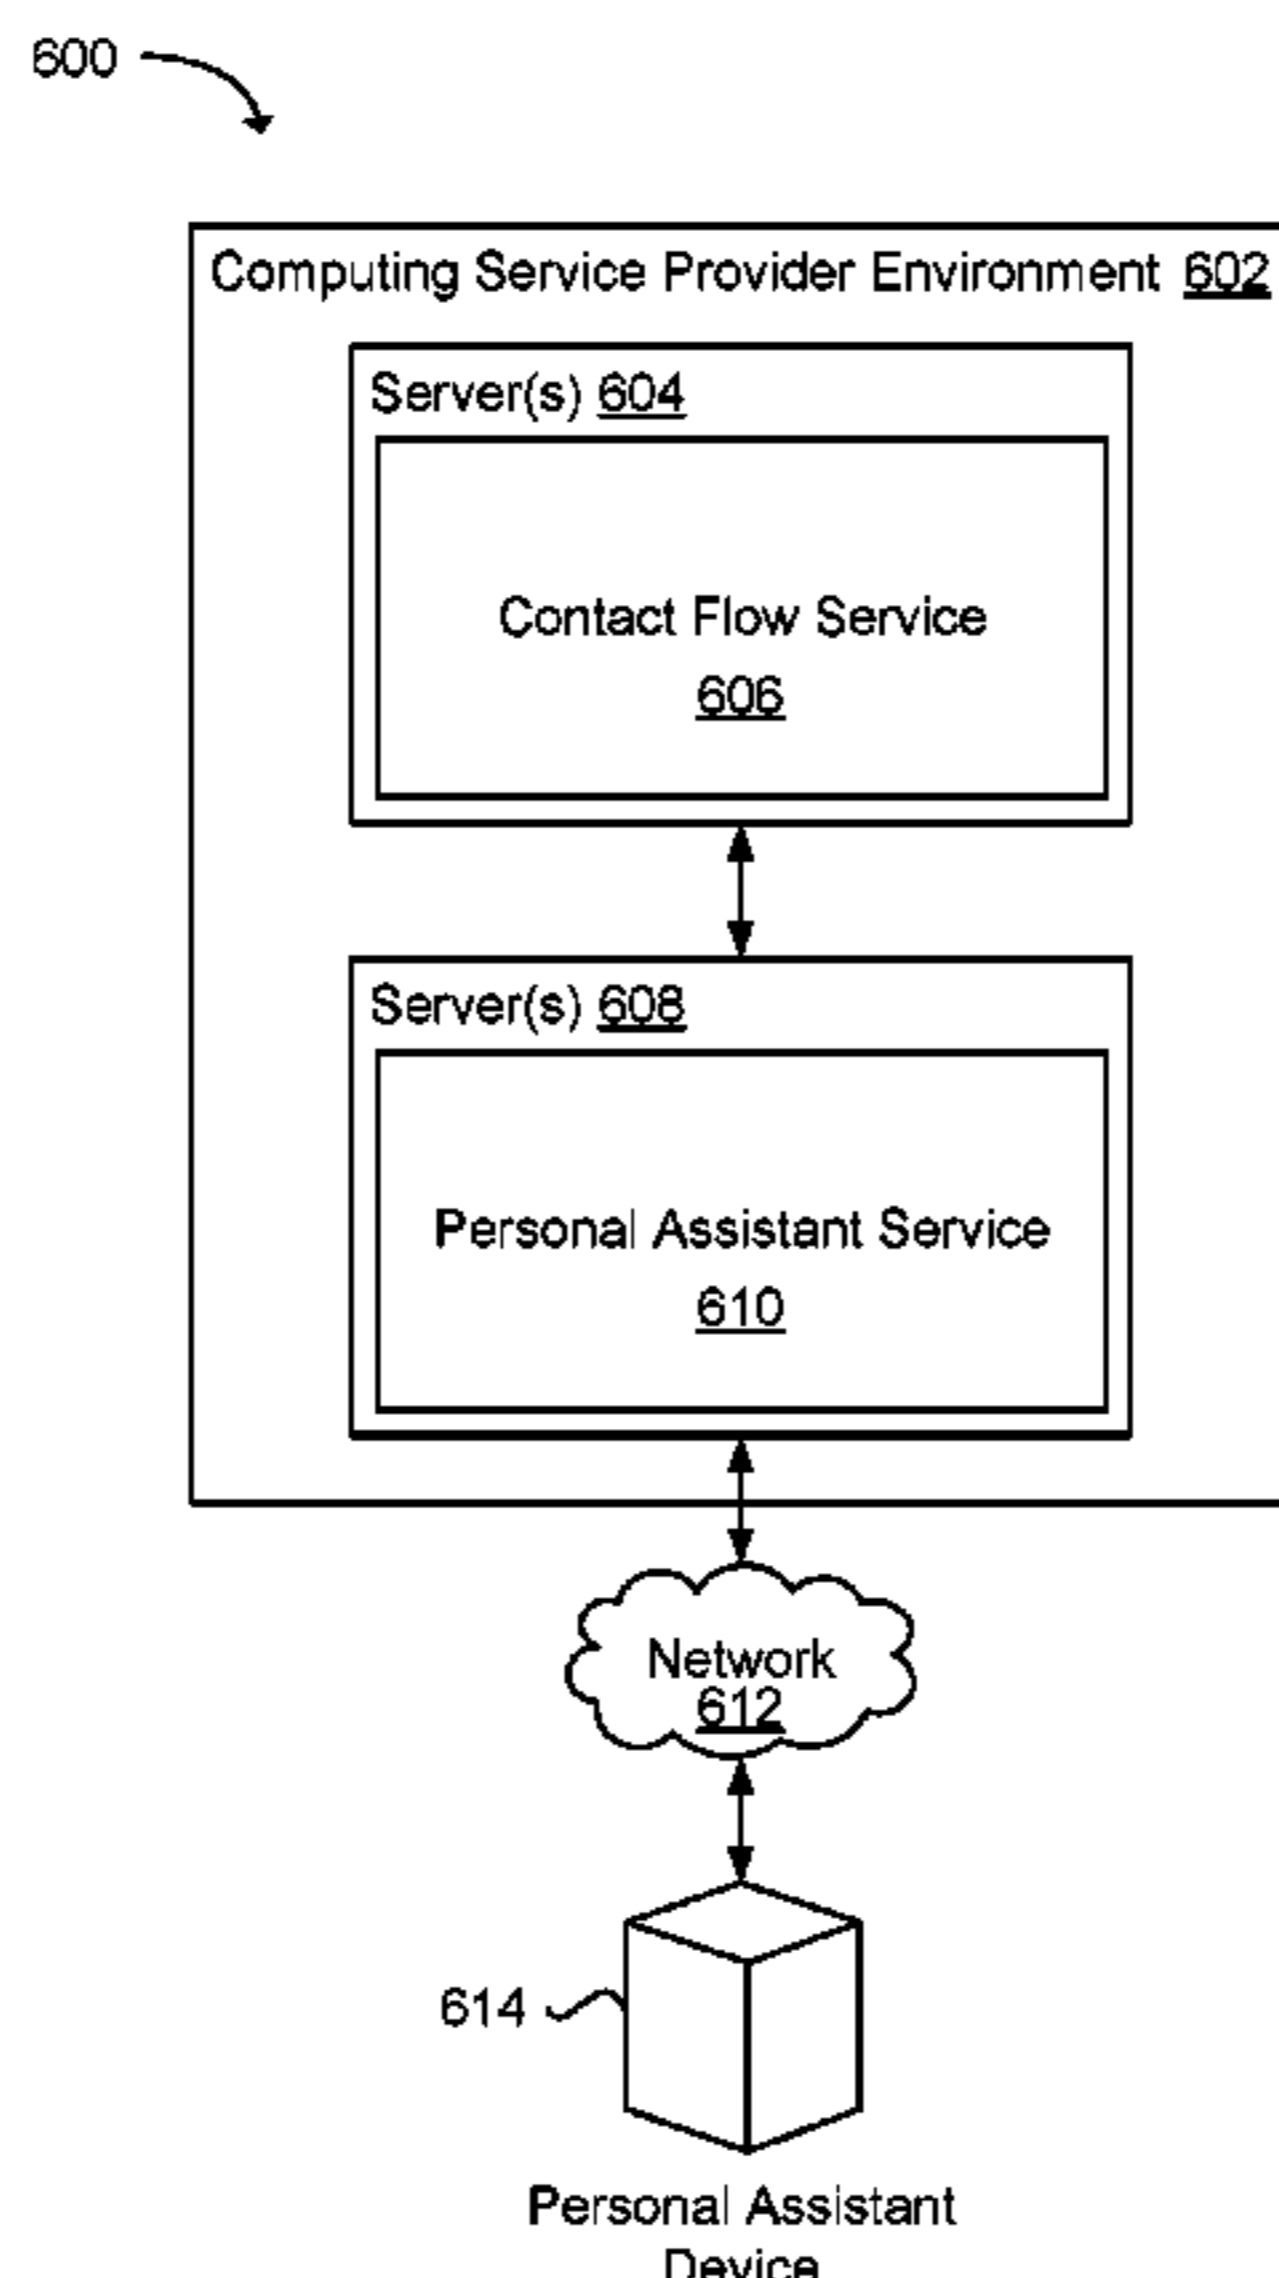 600
Computing Service Provider Environment 602
Server(s) 604
Contact Flow Service
606
Server(s) 608
Personal Assistant Service
610
Network
612
614
Personal Assistant
Device